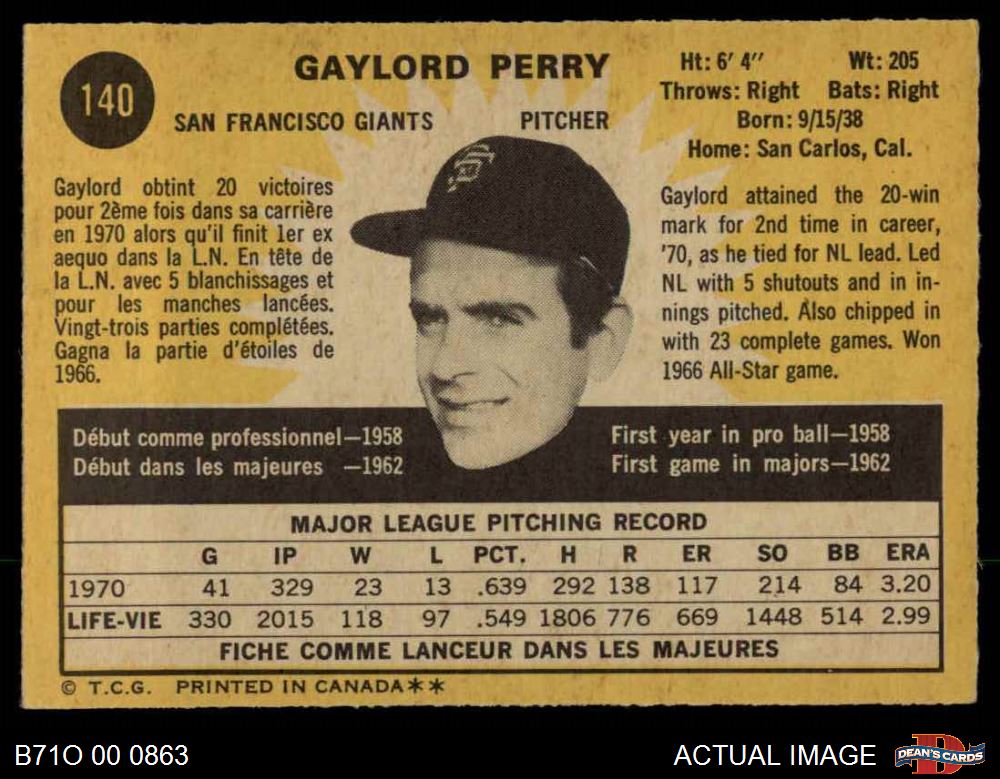 140
GAYLORD PERRY
SAN FRANCISCO GIANTS PITCHER
Ht: 6' 4" Wt: 205
Throws: Right Bats: Right
Born: 9/15/38
Home: San Carlos, Cal.
Gaylord obtint 20 victoires
pour 2ème fois dans sa carrière
en 1970 alors qu'il finit 1er ex
aequo dans la L.N. En tête de
la L.N. avec 5 blanchissages et
pour les manches lancées.
Vingt-trois parties complétées.
Gagna la partie d'étoiles de
1966.
SF
Gaylord attained the 20-win
mark for 2nd time in career,
'70, as he tied for NL lead. Led
NL with 5 shutouts and in in-
nings pitched. Also chipped in
with 23 complete games. Won
1966 All-Star game.
Début comme professionnel—1958
Début dans les majeures —1962
First year in pro ball—1958
First game in majors—1962
MAJOR LEAGUE PITCHING RECORD
G IP W L PCT. H R ER SO BB ERA
1970 41 329 23 13 .639 292 138 117 214 84 3.20
LIFE-VIE 330 2015 118 97 .549 1806 776 669 1448 514 2.99
FICHE COMME LANCEUR DANS LES MAJEURES
© T.C.G. PRINTED IN CANADA**
B71O 00 0863
ACTUAL IMAGE
DEAN'S CARDS